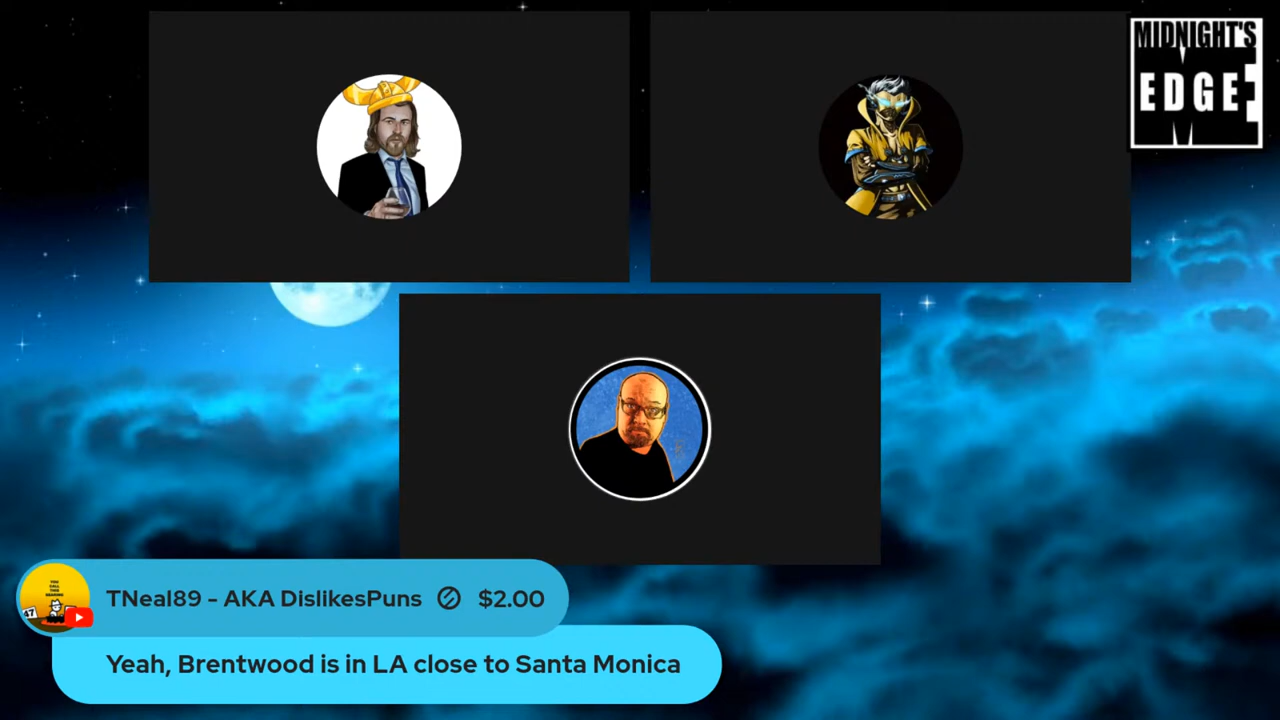 MIDNIGHT'S
EDGE
TNeal89 - AKA DislikesPuns $2.00
Yeah, Brentwood is in LA close to Santa Monica